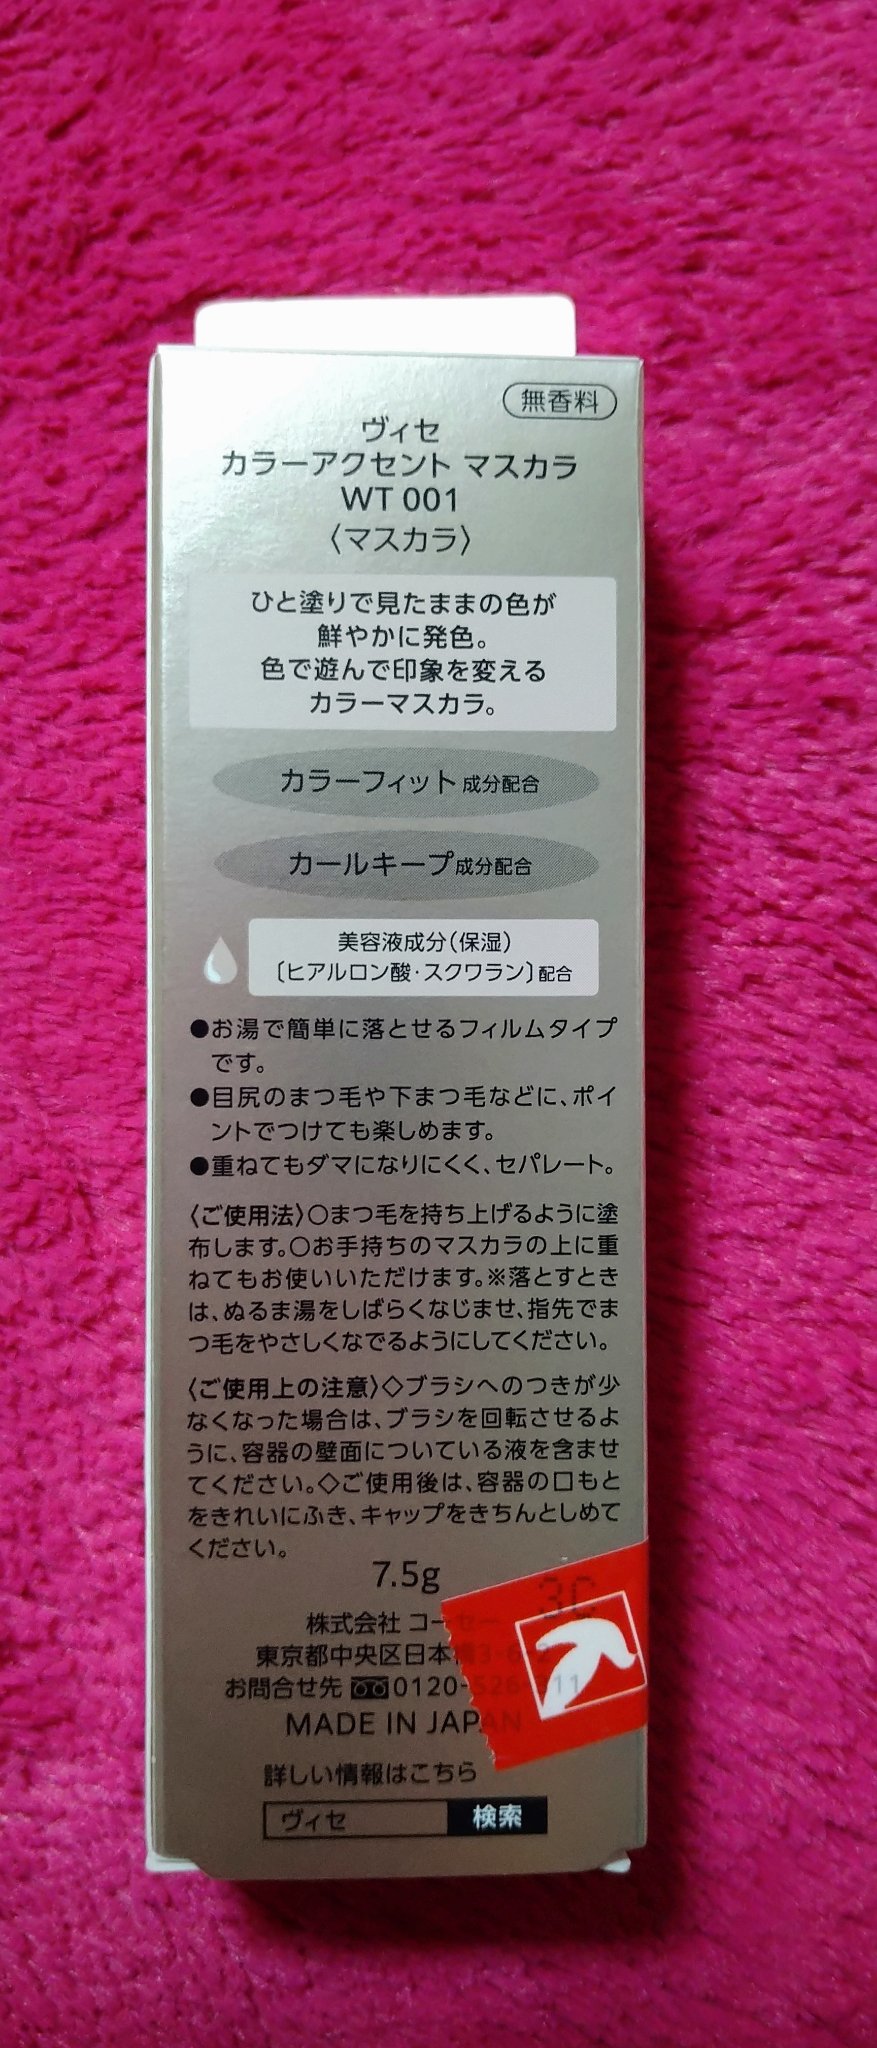 無香料
ヴィセ
カラーアクセント マスカラ
WT 001
〈マスカラ〉
ひと塗りで見たままの色が
鮮やかに発色。
色で遊んで印象を変える
カラーマスカラ。
カラーフィット成分配合
カールキープ成分配合
美容液成分(保湿)
〔ヒアルロン酸・スクワラン〕配合
●お湯で簡単に落とせるフィルムタイプ
です。
●目尻のまつ毛や下まつ毛などに、ポイ
ントでつけても楽しめます。
●重ねてもダマになりにくく、セパレート。
〈ご使用法〉○まつ毛を持ち上げるように塗
布します。○お手持ちのマスカラの上に重
ねてもお使いいただけます。※落とすとき
は、ぬるま湯をしばらくなじませ、指先でま
つ毛をやさしくなでるようにしてください。
〈ご使用上の注意〉◇ブラシへのつきが少
なくなった場合は、ブラシを回転させるよ
うに、容器の壁面についている液を含ませ
てください。◇ご使用後は、容器の口もと
をきれいにふき、キャップをきちんとしめて
ください。
7.5g
3C
株式会社 コーセー
東京都中央区日本橋
お問合せ先 0120-526-311
MADE IN JAPAN
詳しい情報はこちら
ヴィセ 検索